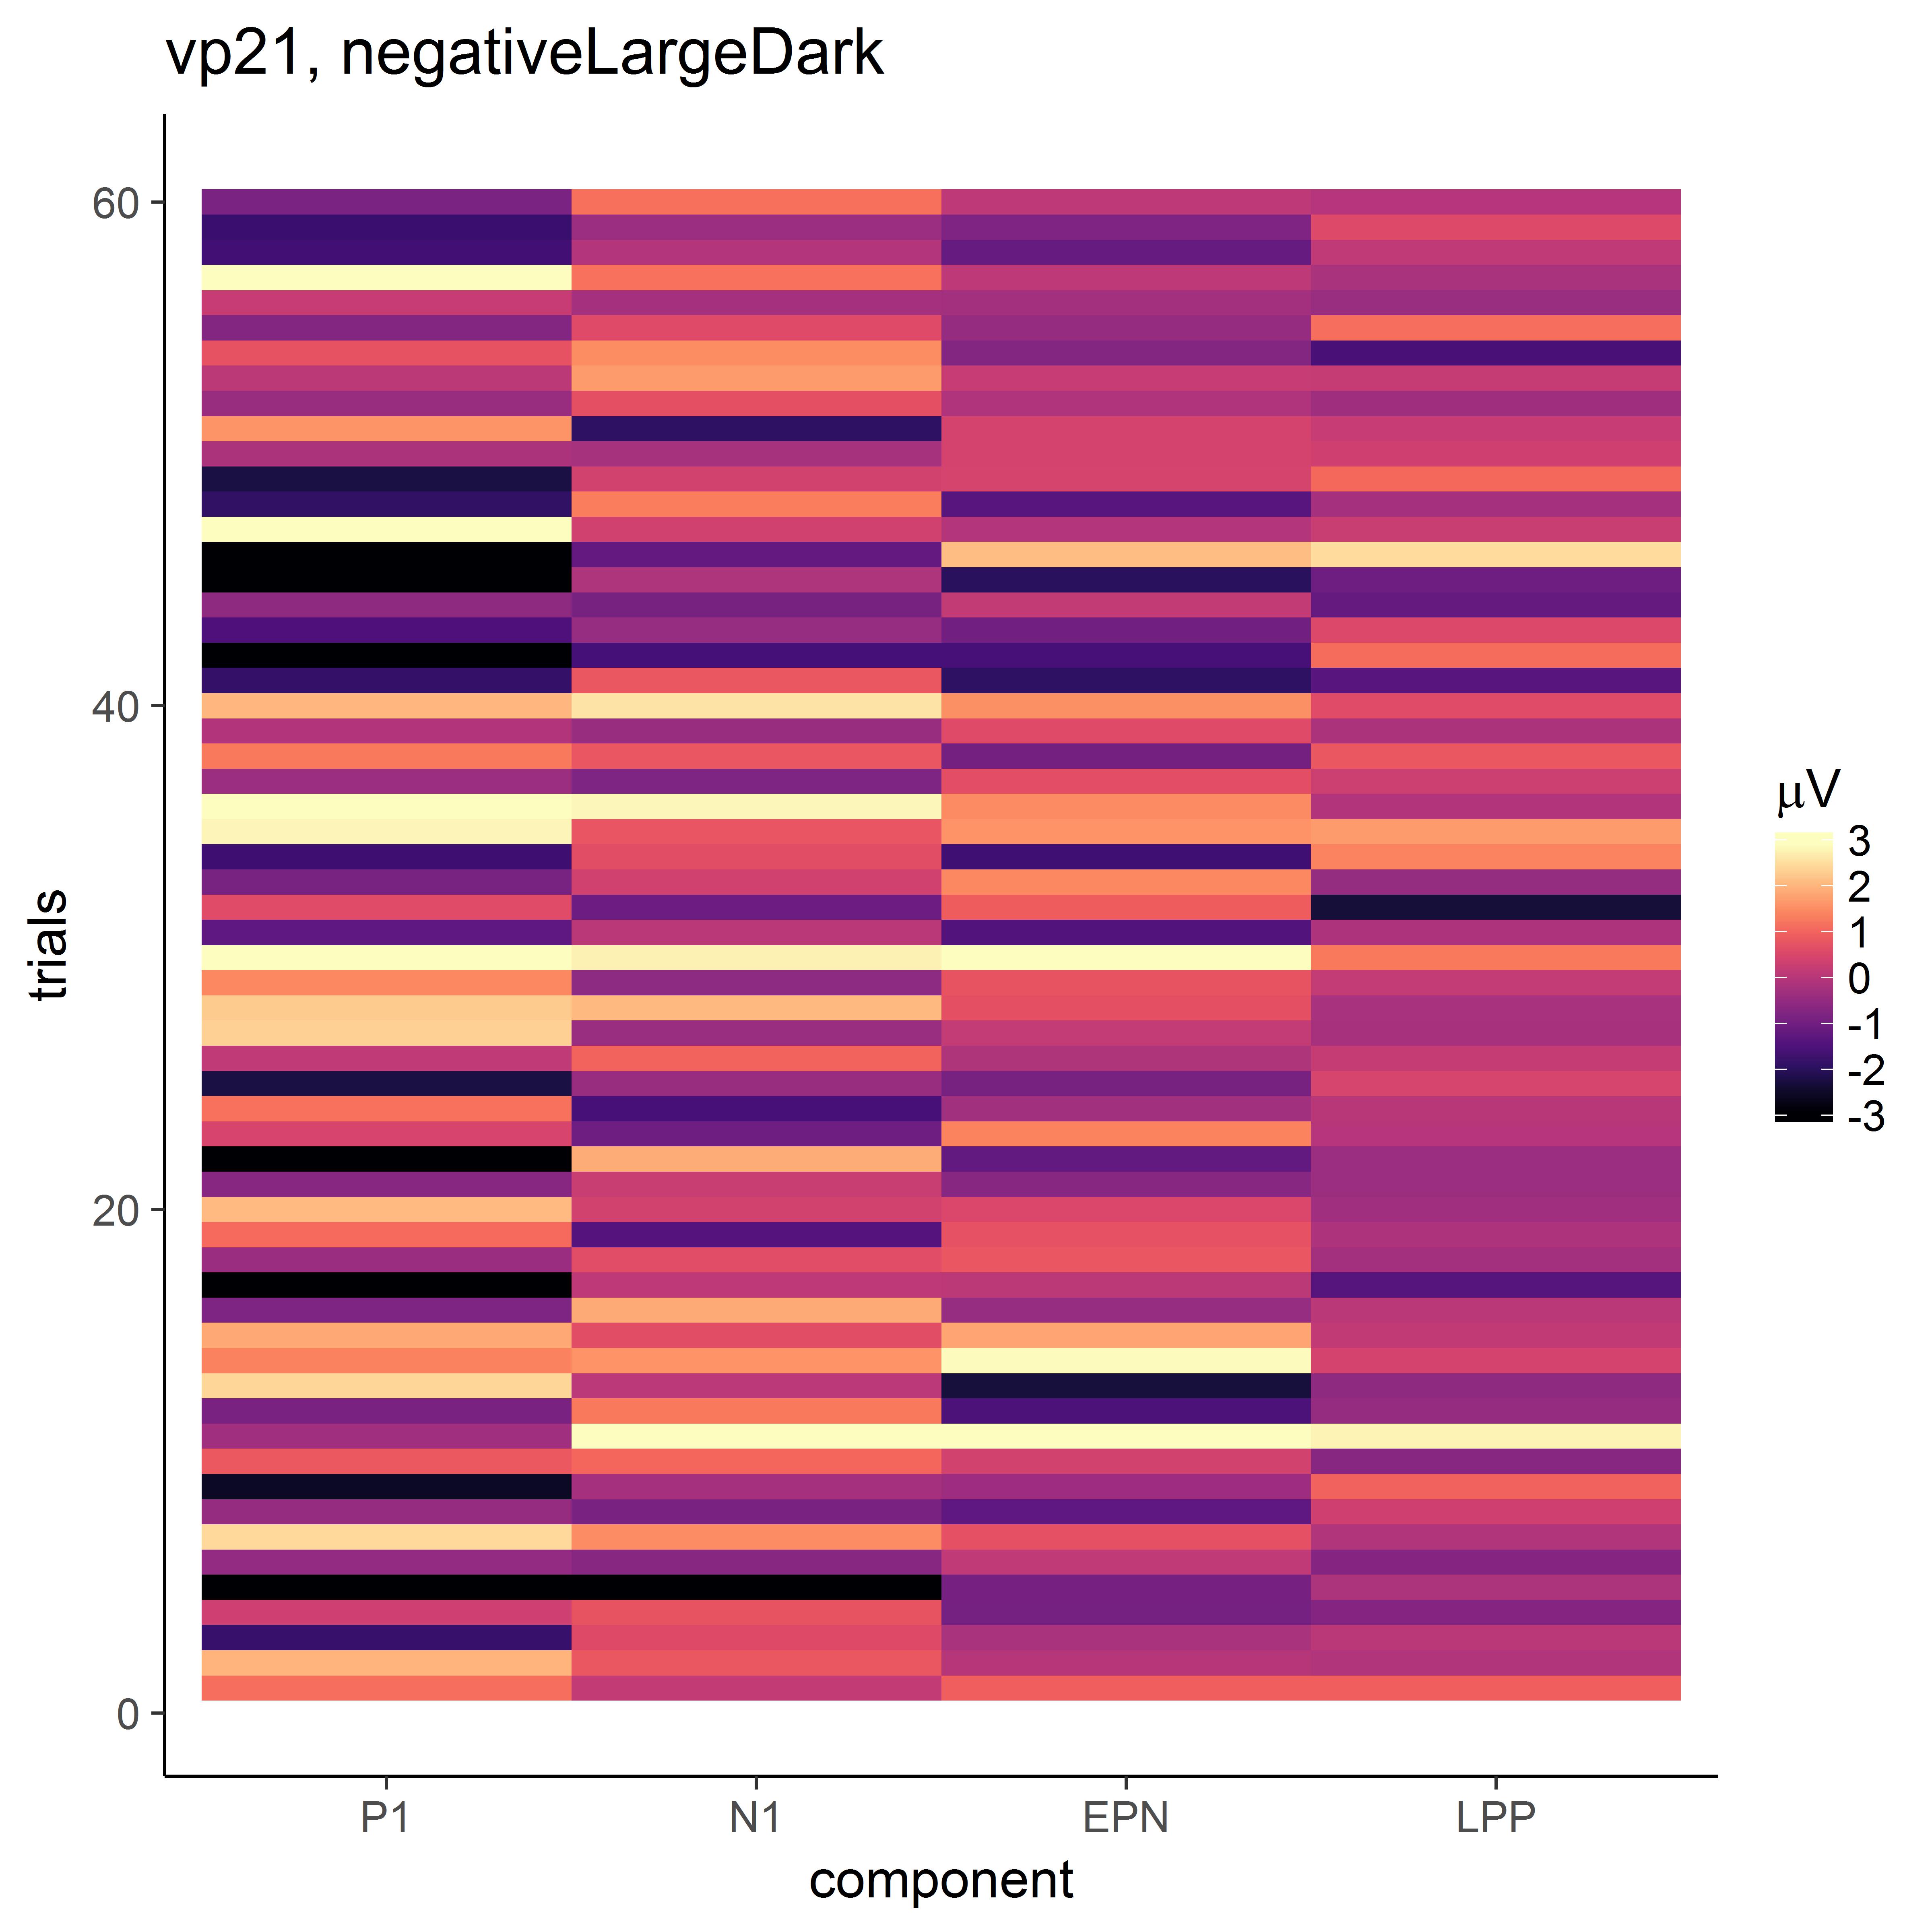 vp21, negativeLargeDark
60
40
20
0
trials
P1 N1 EPN LPP
component
μV
3
2
1
0
-1
-2
-3